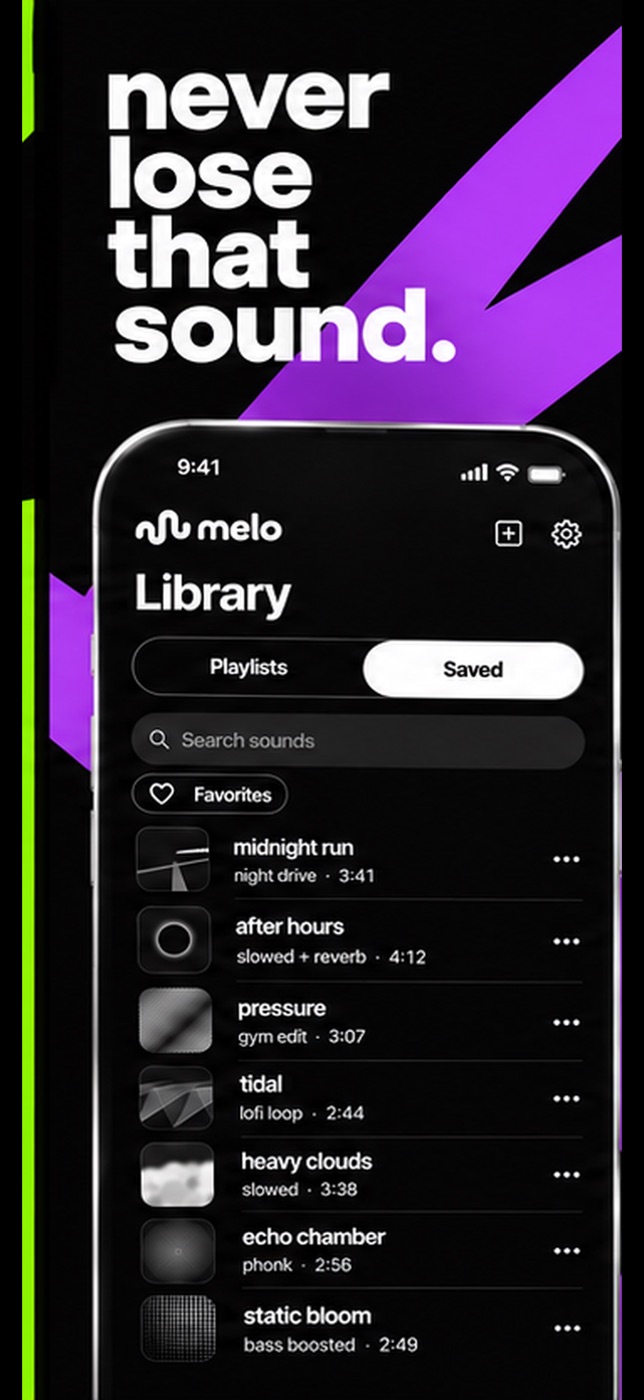 never
lose
that
sound.
9:41
melo
Library
Playlists Saved
Search sounds
Favorites
midnight run
night drive · 3:41
after hours
slowed + reverb · 4:12
pressure
gym edit · 3:07
tidal
lofi loop · 2:44
heavy clouds
slowed · 3:38
echo chamber
phonk · 2:56
static bloom
bass boosted · 2:49